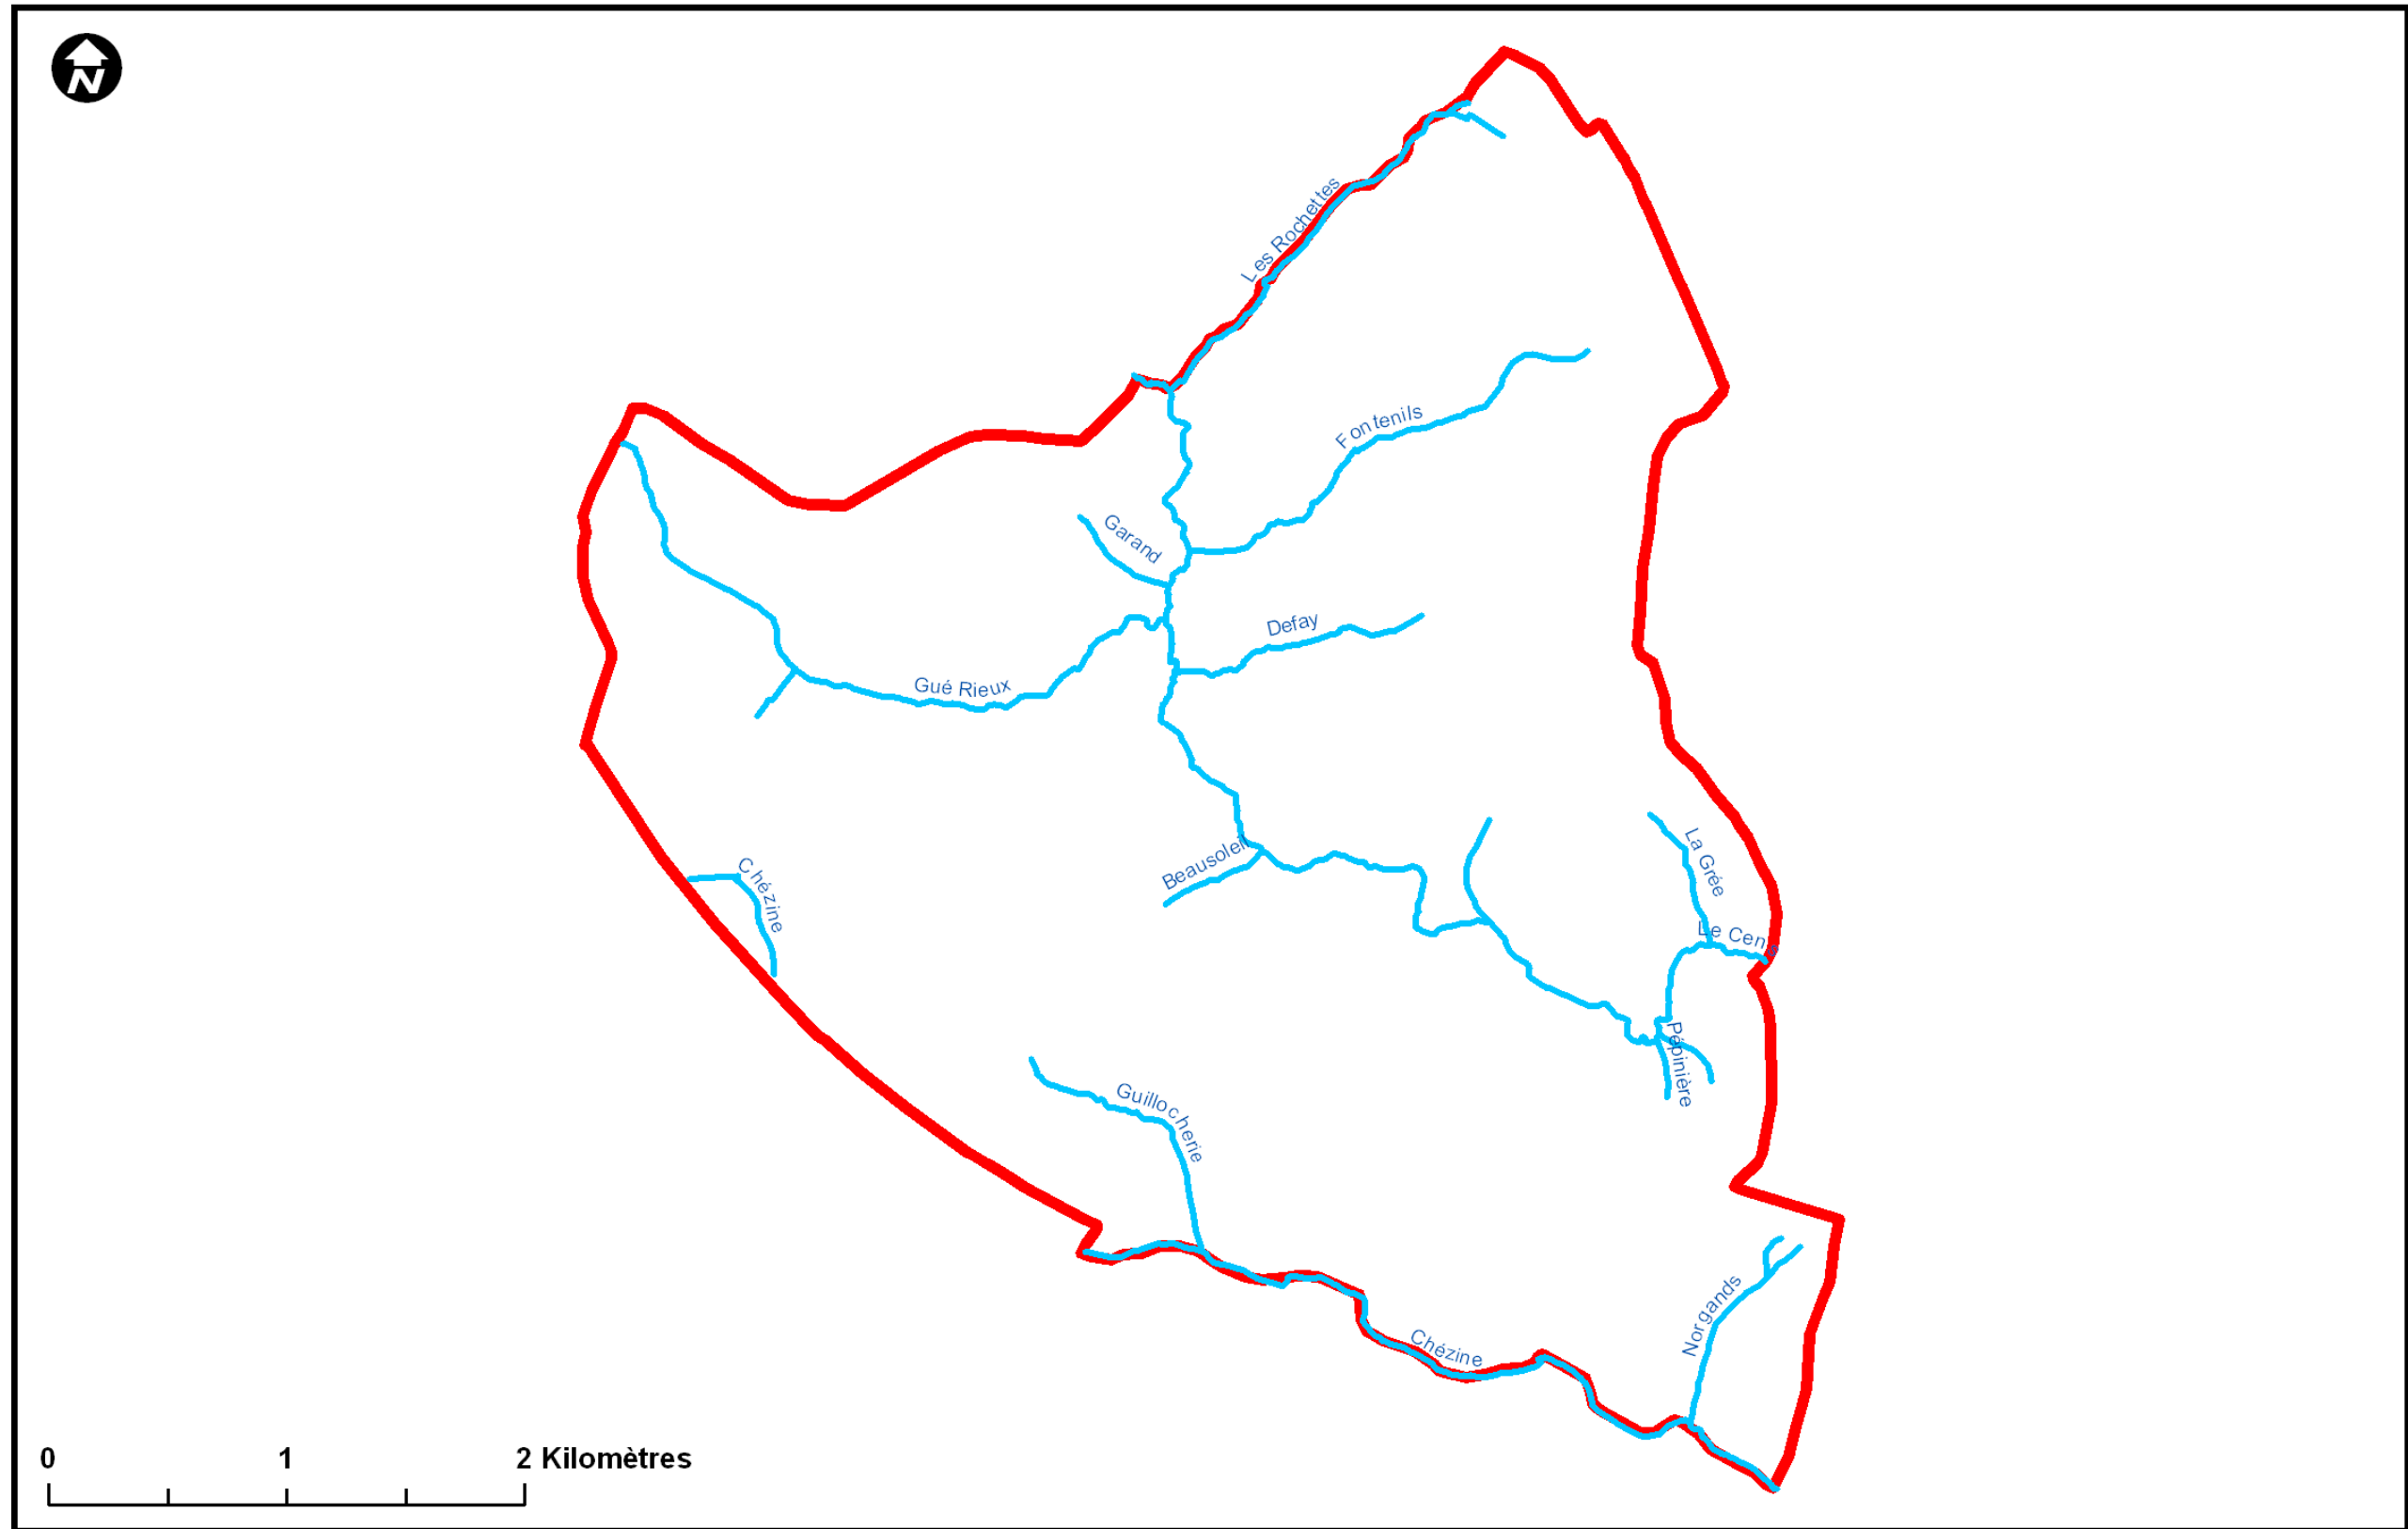 N
Les Rochettes
Fontenils
Garand
Defay
Gué Rieux
La Grée
Beausoleil
Chézine
Le Cens
Pépinière
Guillocherie
Norgands
Chézine
0 1 2 Kilomètres